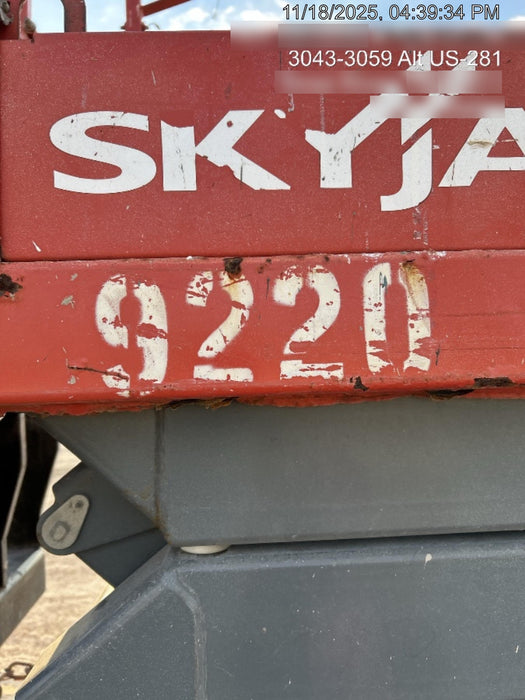 11/18/2025, 04:39:34 PM
3043-3059 Alt US-281
SKYJA
9220